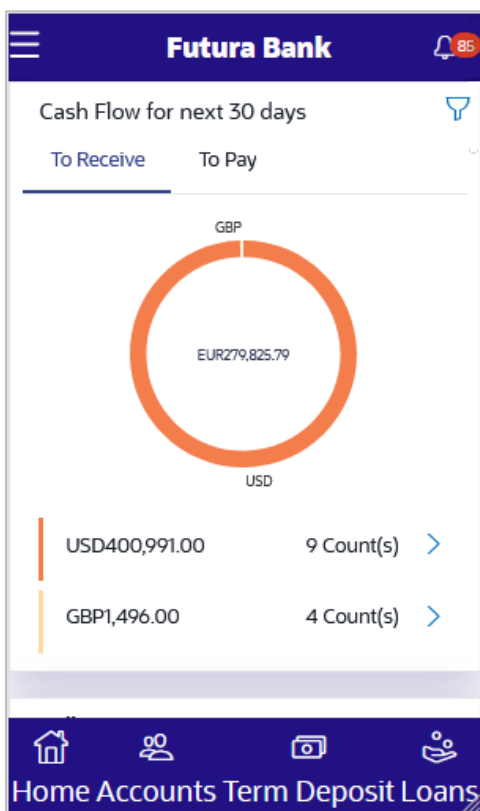 Futura Bank
85
Cash Flow for next 30 days
To Receive To Pay
GBP
EUR279,825.79
USD
USD400,991.00 9 Count(s)
GBP1,496.00 4 Count(s)
Home Accounts Term Deposit Loans